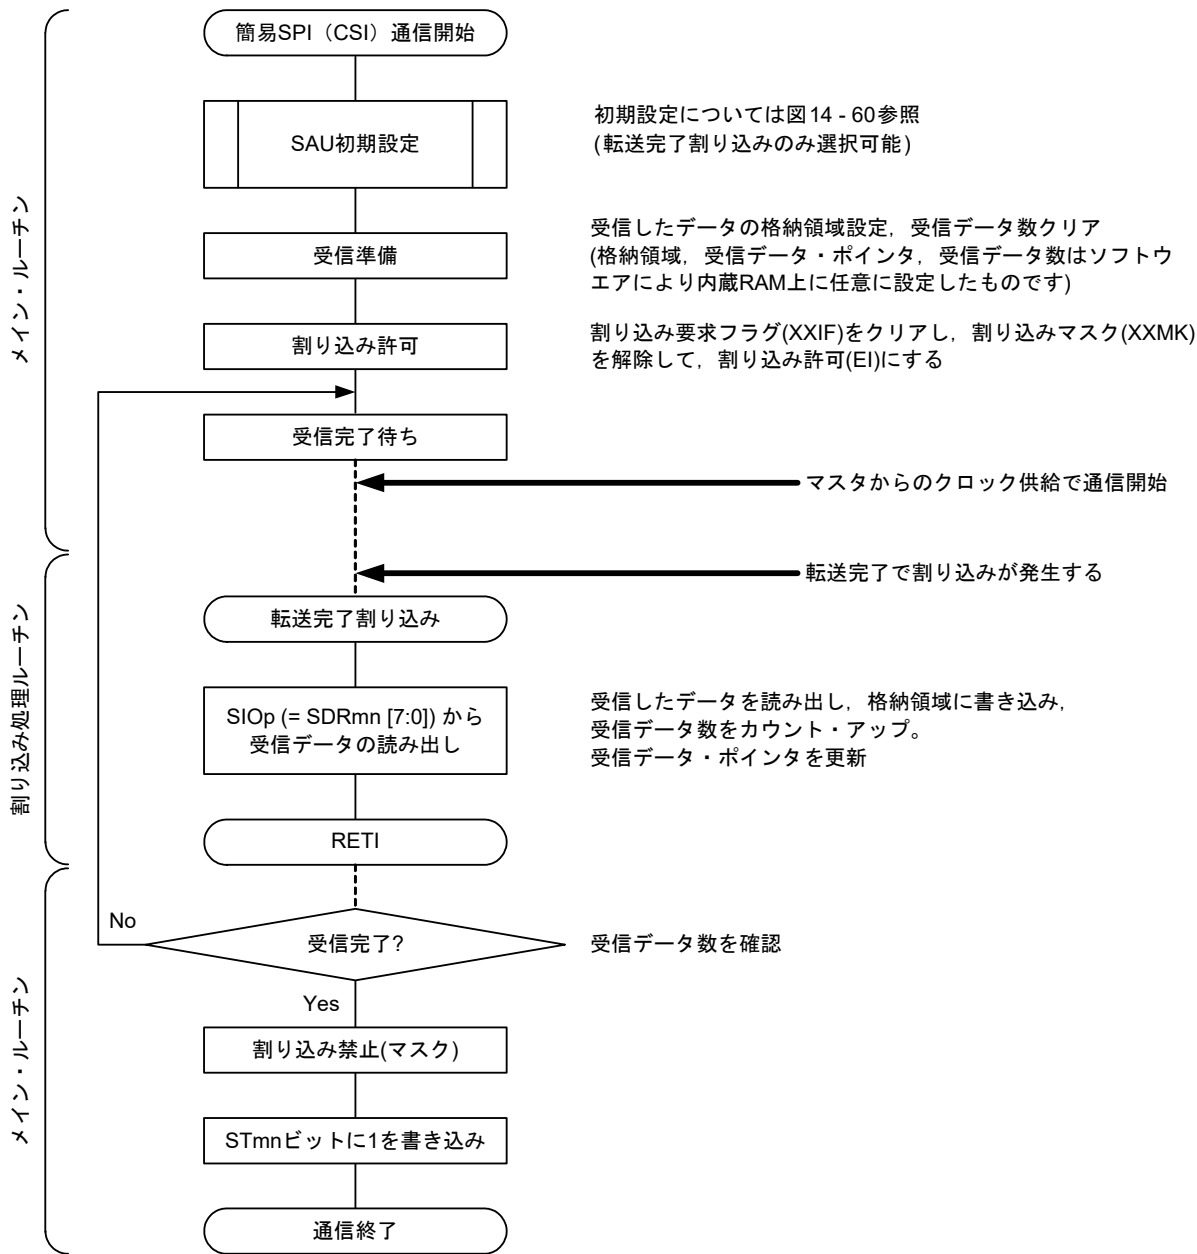 簡易SPI（CSI）通信開始
SAU初期設定
初期設定については図14 - 60参照
(転送完了割り込みのみ選択可能)
受信準備
受信したデータの格納領域設定，受信データ数クリア
(格納領域，受信データ・ポインタ，受信データ数はソフトウ
エアにより内蔵RAM上に任意に設定したものです)
割り込み許可
割り込み要求フラグ(XXIF)をクリアし，割り込みマスク(XXMK)
を解除して，割り込み許可(EI)にする
メイン・ルーチン
受信完了待ち
マスタからのクロック供給で通信開始
転送完了で割り込みが発生する
転送完了割り込み
割り込み処理ルーチン
SIOp (= SDRmn [7:0]) から
受信データの読み出し
受信したデータを読み出し，格納領域に書き込み，
受信データ数をカウント・アップ。
受信データ・ポインタを更新
RETI
No
受信完了?
受信データ数を確認
Yes
メイン・ルーチン
割り込み禁止(マスク)
STmnビットに1を書き込み
通信終了